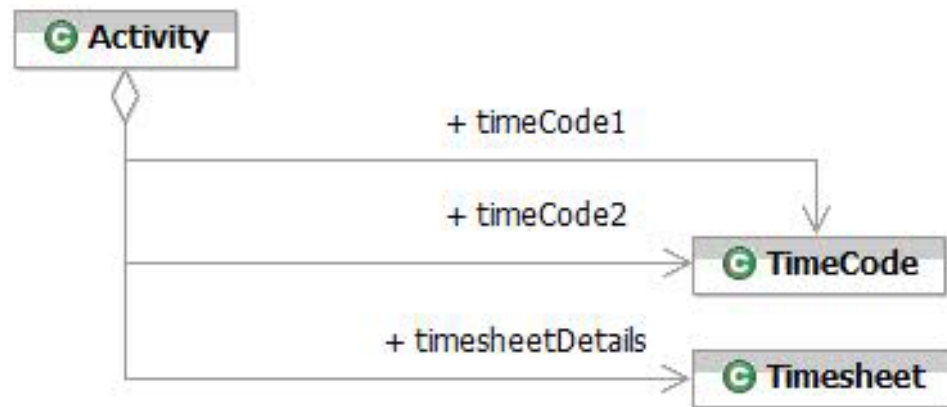 C Activity
+ timeCode1
+ timeCode2
C TimeCode
+ timesheetDetails
C Timesheet